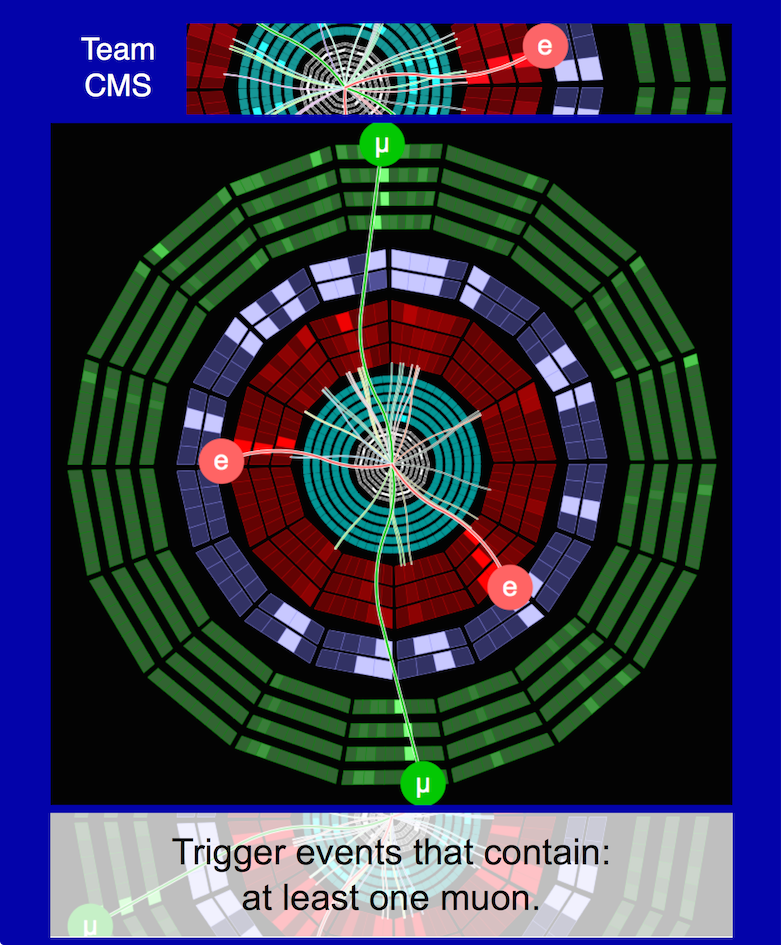 Team
CMS
e
μ
e
e
μ
Trigger events that contain:
at least one muon.
μ